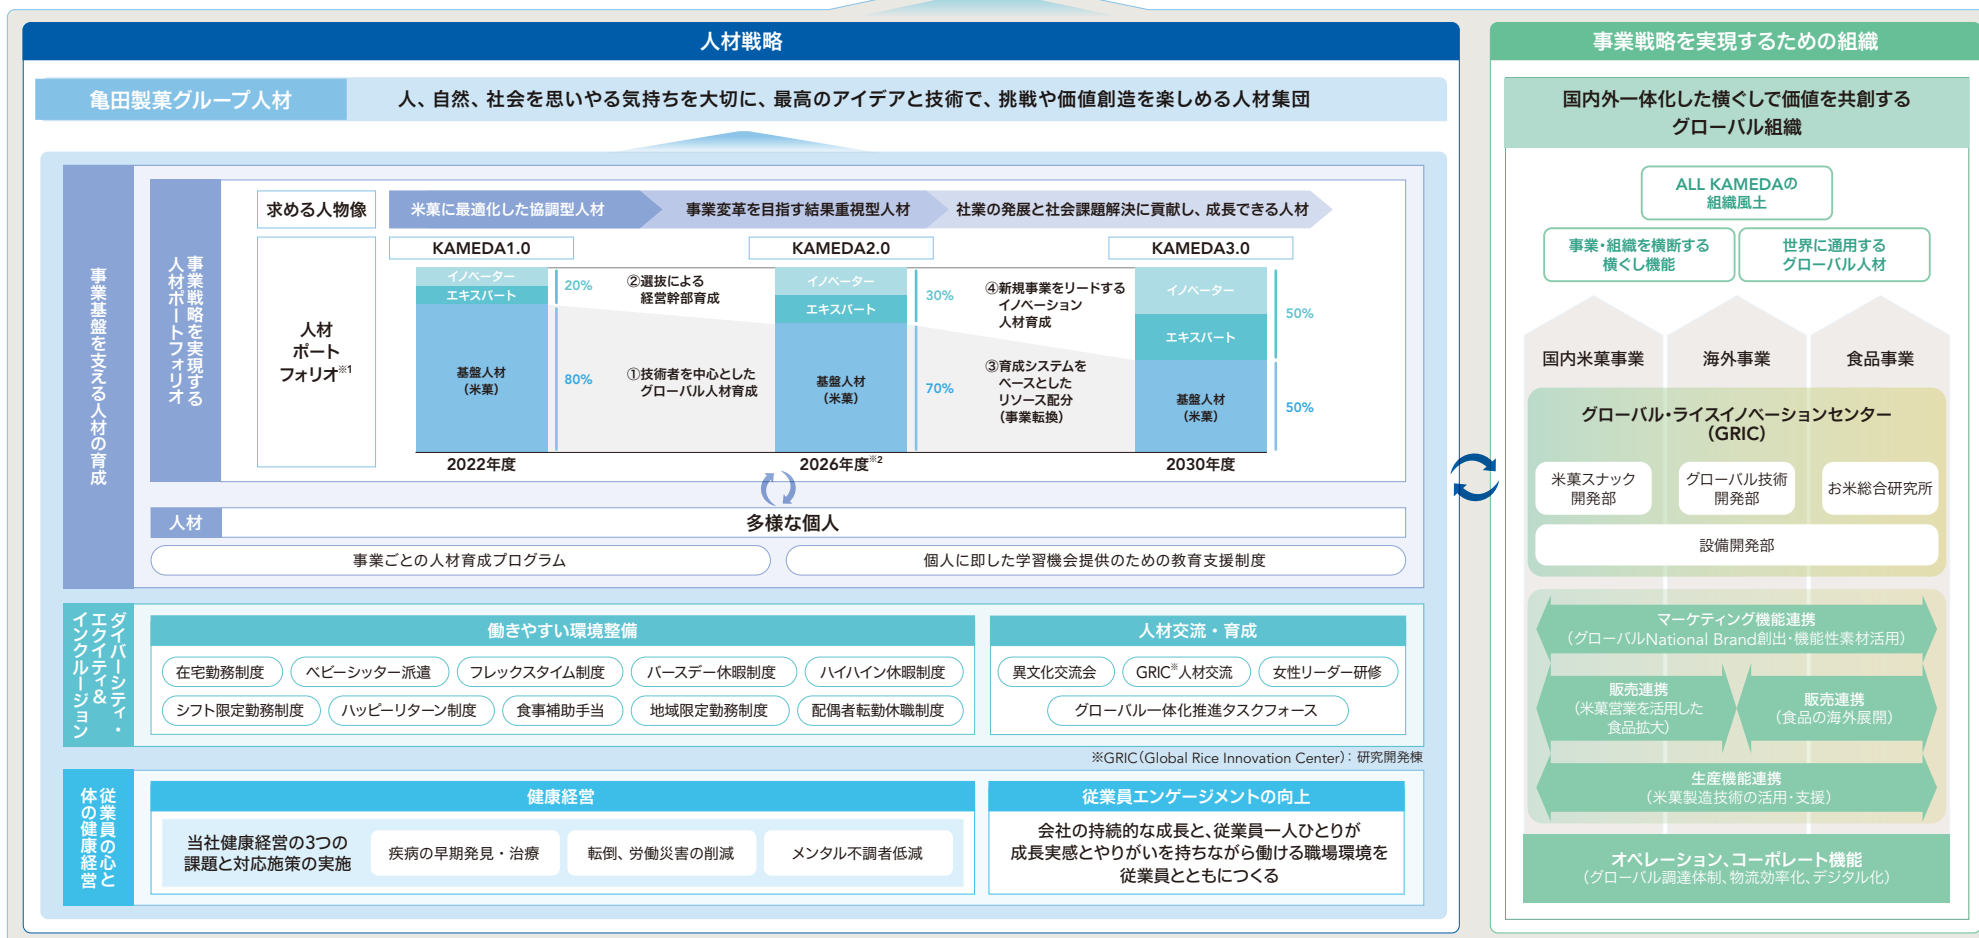 人材戦略
亀田製菓グループ人材
人、自然、社会を思いやる気持ちを大切に、最高のアイデアと技術で、挑戦や価値創造を楽しめる人材集団
事業基盤を支える人材の育成
事業戦略を実現する
人材ポートフォリオ
求める人物像
米菓に最適化した協調型人材
事業変革を目指す結果重視型人材
社業の発展と社会課題解決に貢献し、成長できる人材
人材
ポート
フォリオ※1
KAMEDA1.0
イノベーター
エキスパート
20%
基盤人材
(米菓)
80%
2022年度
②選抜による
経営幹部育成
①技術者を中心とした
グローバル人材育成
KAMEDA2.0
イノベーター
エキスパート
30%
基盤人材
(米菓)
70%
2026年度※2
④新規事業をリードする
イノベーション
人材育成
③育成システムを
ベースとした
リソース配分
(事業転換)
KAMEDA3.0
イノベーター
エキスパート
50%
基盤人材
(米菓)
50%
2030年度
人材
多様な個人
事業ごとの人材育成プログラム
個人に即した学習機会提供のための教育支援制度
ダイバーシティ・
エクイティ&
インクルージョン
働きやすい環境整備
在宅勤務制度
ベビーシッター派遣
フレックスタイム制度
バースデー休暇制度
ハイハイン休暇制度
シフト限定勤務制度
ハッピーリターン制度
食事補助手当
地域限定勤務制度
配偶者転勤休職制度
人材交流・育成
異文化交流会
GRIC※人材交流
女性リーダー研修
グローバル一体化推進タスクフォース
※GRIC(Global Rice Innovation Center)：研究開発棟
従業員の心と
体の健康経営
健康経営
当社健康経営の3つの
課題と対応施策の実施
疾病の早期発見・治療
転倒、労働災害の削減
メンタル不調者低減
従業員エンゲージメントの向上
会社の持続的な成長と、従業員一人ひとりが
成長実感とやりがいを持ちながら働ける職場環境を
従業員とともにつくる
事業戦略を実現するための組織
国内外一体化した横ぐしで価値を共創する
グローバル組織
ALL KAMEDAの
組織風土
事業・組織を横断する
横ぐし機能
世界に通用する
グローバル人材
国内米菓事業
海外事業
食品事業
グローバル・ライスイノベーションセンター
(GRIC)
米菓スナック
開発部
グローバル技術
開発部
お米総合研究所
設備開発部
マーケティング機能連携
(グローバルNational Brand創出・機能性素材活用)
販売連携
(米菓営業を活用した
食品拡大)
販売連携
(食品の海外展開)
生産機能連携
(米菓製造技術の活用・支援)
オペレーション、コーポレート機能
(グローバル調達体制、物流効率化、デジタル化)